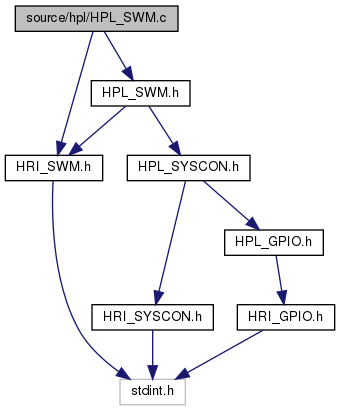 source/hpl/HPL_SWM.c
HPL_SWM.h
HRI_SWM.h
HPL_SYSCON.h
HPL_GPIO.h
HRI_SYSCON.h
HRI_GPIO.h
stdint.h